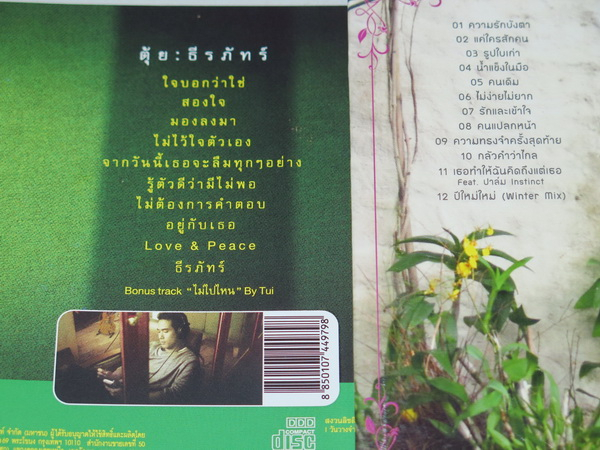 ตุ้ย : ธีรภัทร์
ใจบอกว่าใช่
สองใจ
มองลงมา
ไม่ไว้ใจตัวเอง
จากวันนี้เธอจะลืมทุกๆอย่าง
รู้ตัวดีว่ามีไม่พอ
ไม่ต้องการคำตอบ
อยู่กับเธอ
Love & Peace
ธีรภัทร์
Bonus track "ไม่ไปไหน" By Tui
8 850107 449798
COMPACT
disc
01 ความรักบังตา
02 แค่ใครสักคน
03 รูปใบเก่า
04 น้ำแข็งในมือ
05 คนเดิม
06 ไม่ง่ายไม่ยาก
07 รักและเข้าใจ
08 คนแปลกหน้า
09 ความทรงจำครั้งสุดท้าย
10 กลัวคำว่าไกล
11 เธอทำให้ฉันคิดถึงแต่เธอ
Feat. ปาล์ม Instinct
12 ปีใหม่ใหม่ (Winter Mix)